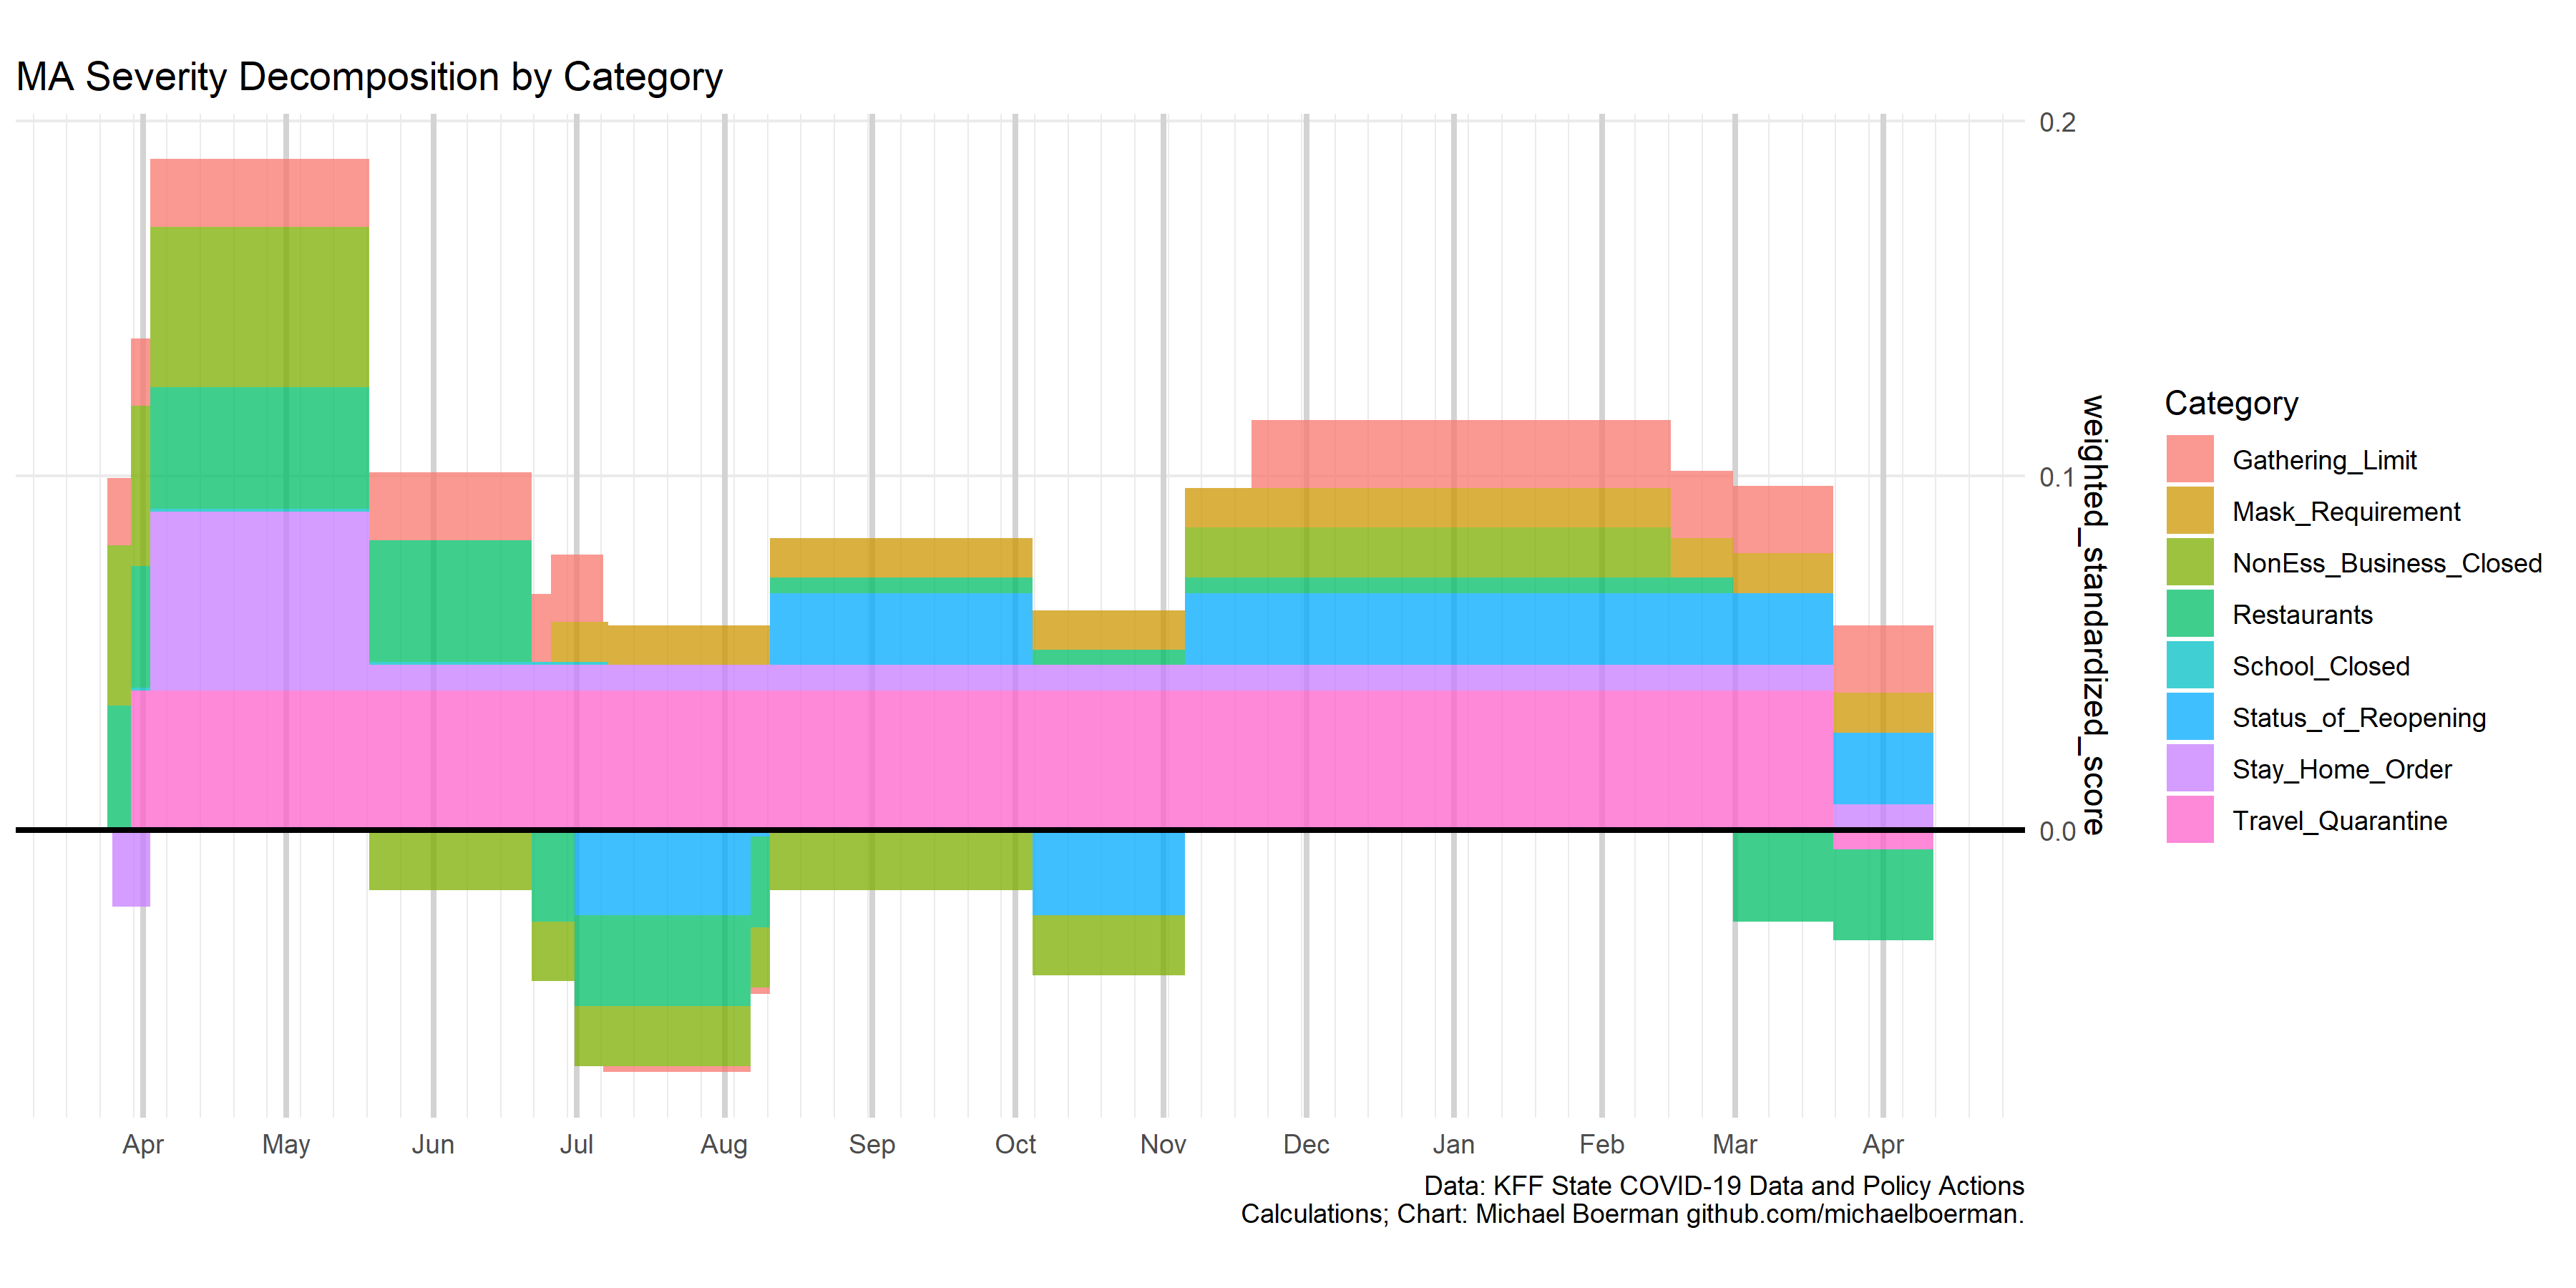 MA Severity Decomposition by Category
0.2
0.1
0.0
weighted_standardized_score
Category
Gathering_Limit
Mask_Requirement
NonEss_Business_Closed
Restaurants
School_Closed
Status_of_Reopening
Stay_Home_Order
Travel_Quarantine
Apr May Jun Jul Aug Sep Oct Nov Dec Jan Feb Mar Apr
Data: KFF State COVID-19 Data and Policy Actions
Calculations; Chart: Michael Boerman github.com/michaelboerman.